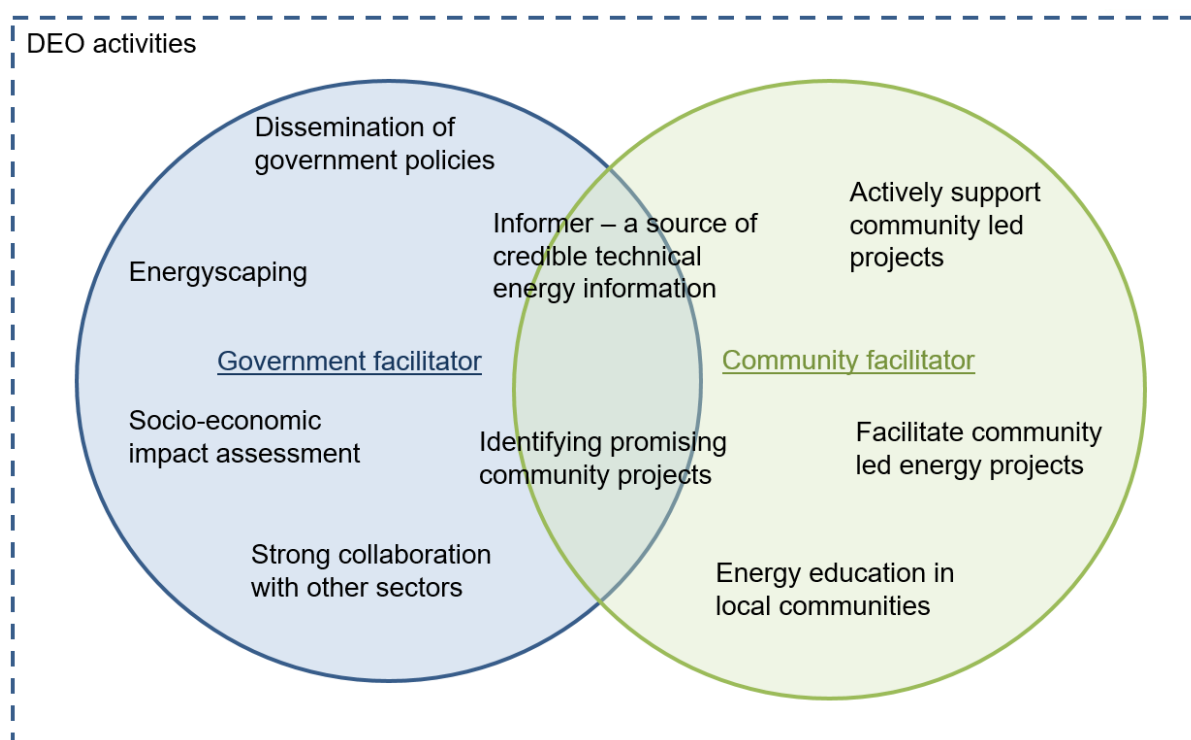 DEO activities
Dissemination of
government policies
Energyscaping
Government facilitator
Socio-economic
impact assessment
Strong collaboration
with other sectors
Informer – a source of
credible technical
energy information
Identifying promising
community projects
Actively support
community led
projects
Community facilitator
Facilitate community
led energy projects
Energy education in
local communities